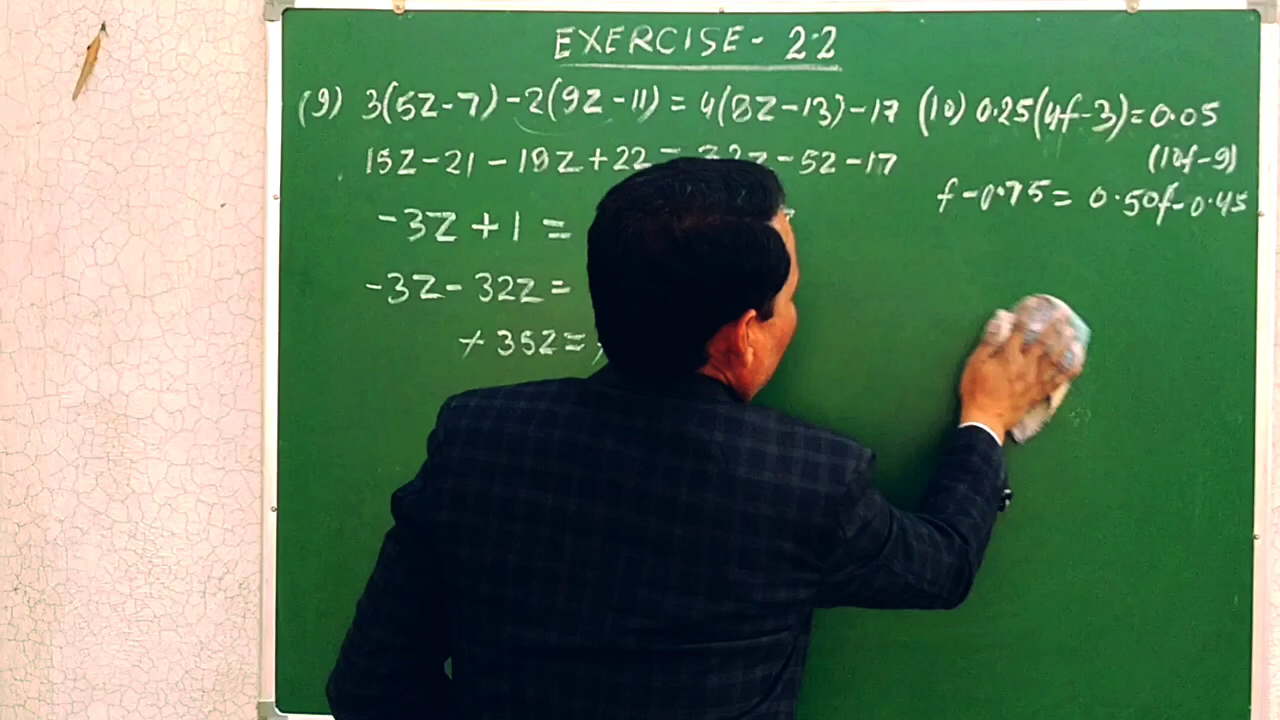 EXERCISE - 2.2
(9) 3(5Z-7) -2(9Z-11) = 4(8Z-13) -17
15Z - 21 - 18Z + 22 = 32z - 52 - 17
-3Z + 1 =
-3Z - 32Z =
+ 35Z =
(10) 0.25(4f-3) = 0.05
(10f-9)
f - 0.75 = 0.50f - 0.45